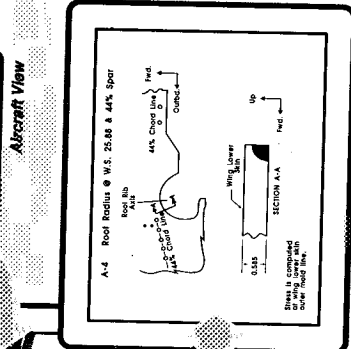 Aircraft View
A-4 Root Radius @ W.S. 25.88 & 44% Spar
Fwd.
Outbd.
44% Chord Line
Root Rib
Axis
44% Chord Line
Wing Lower
Skin
0.585
Up
Fwd.
SECTION A-A
Stress is computed
at wing lower skin
outer mold line.